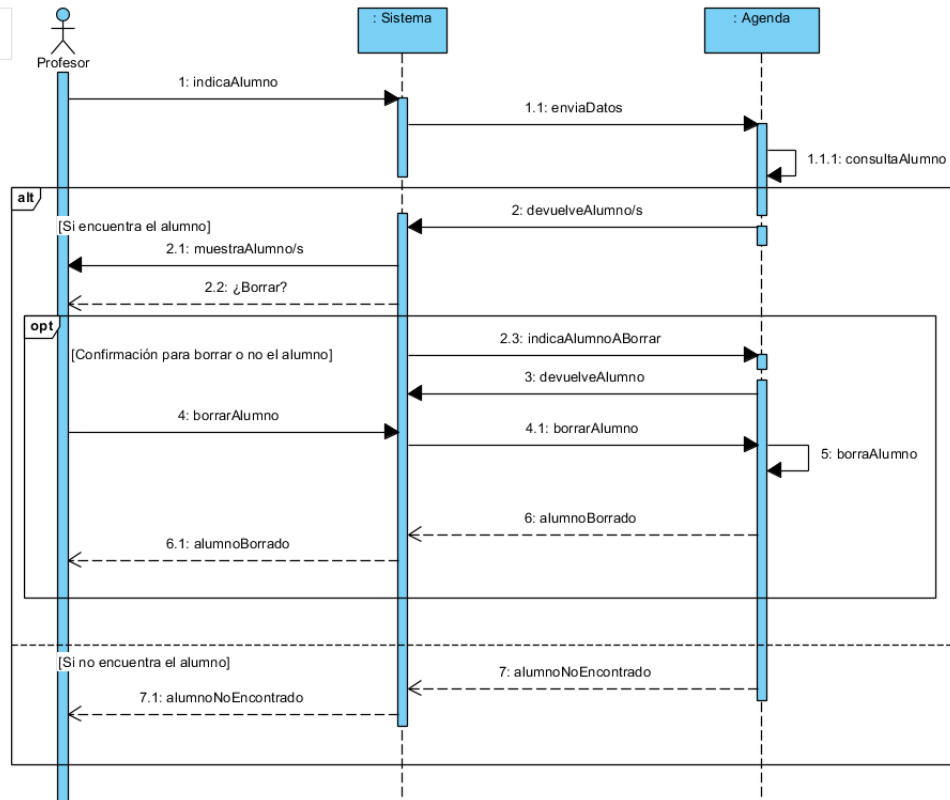 : Sistema
: Agenda
Profesor
1: indicaAlumno
1.1: enviaDatos
1.1.1: consultaAlumno
alt
2: devuelveAlumno/s
[Si encuentra el alumno]
2.1: muestraAlumno/s
2.2: ¿Borrar?
opt
2.3: indicaAlumnoABorrar
[Confirmación para borrar o no el alumno]
3: devuelveAlumno
4: borrarAlumno
4.1: borrarAlumno
5: borraAlumno
6: alumnoBorrado
6.1: alumnoBorrado
[Si no encuentra el alumno]
7: alumnoNoEncontrado
7.1: alumnoNoEncontrado